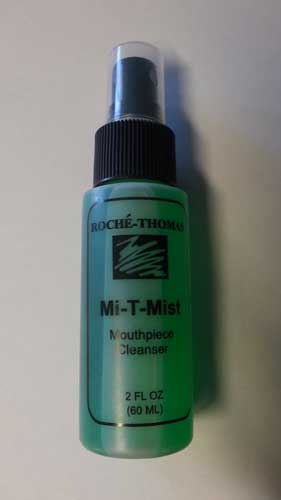 ROCHÉ-THOMAS
Mi-T-Mist
Mouthpiece
Cleanser
2 FL OZ
(60 ML)